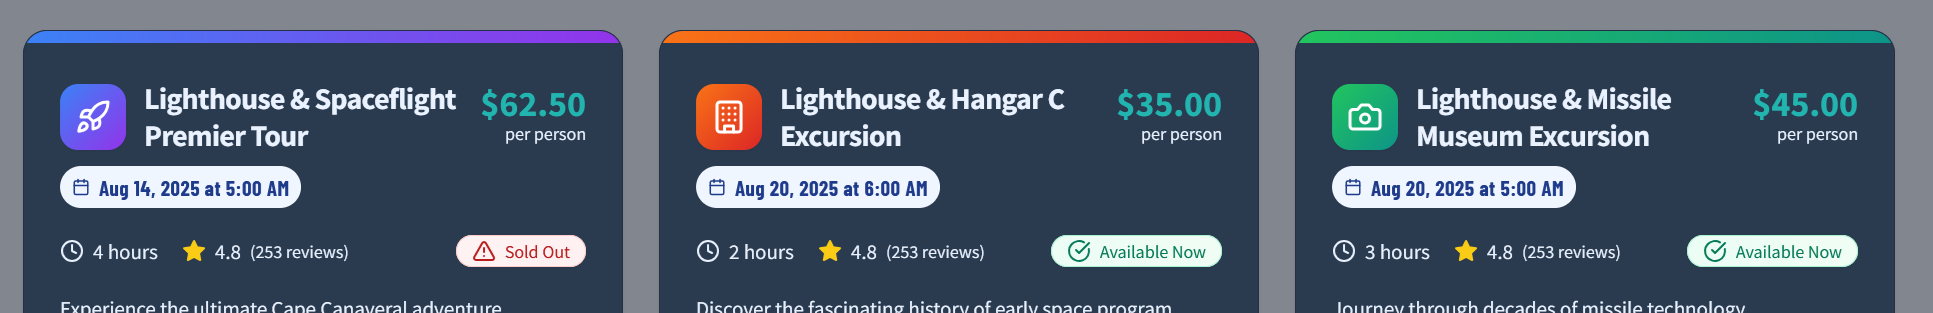 Lighthouse & Spaceflight
Premier Tour
$62.50
per person
Aug 14, 2025 at 5:00 AM
4 hours
4.8 (253 reviews)
Sold Out
Experience the ultimate Cape Canaveral adventure
Lighthouse & Hangar C
Excursion
$35.00
per person
Aug 20, 2025 at 6:00 AM
2 hours
4.8 (253 reviews)
Available Now
Discover the fascinating history of early space program
Lighthouse & Missile
Museum Excursion
$45.00
per person
Aug 20, 2025 at 5:00 AM
3 hours
4.8 (253 reviews)
Available Now
Journey through decades of missile technology